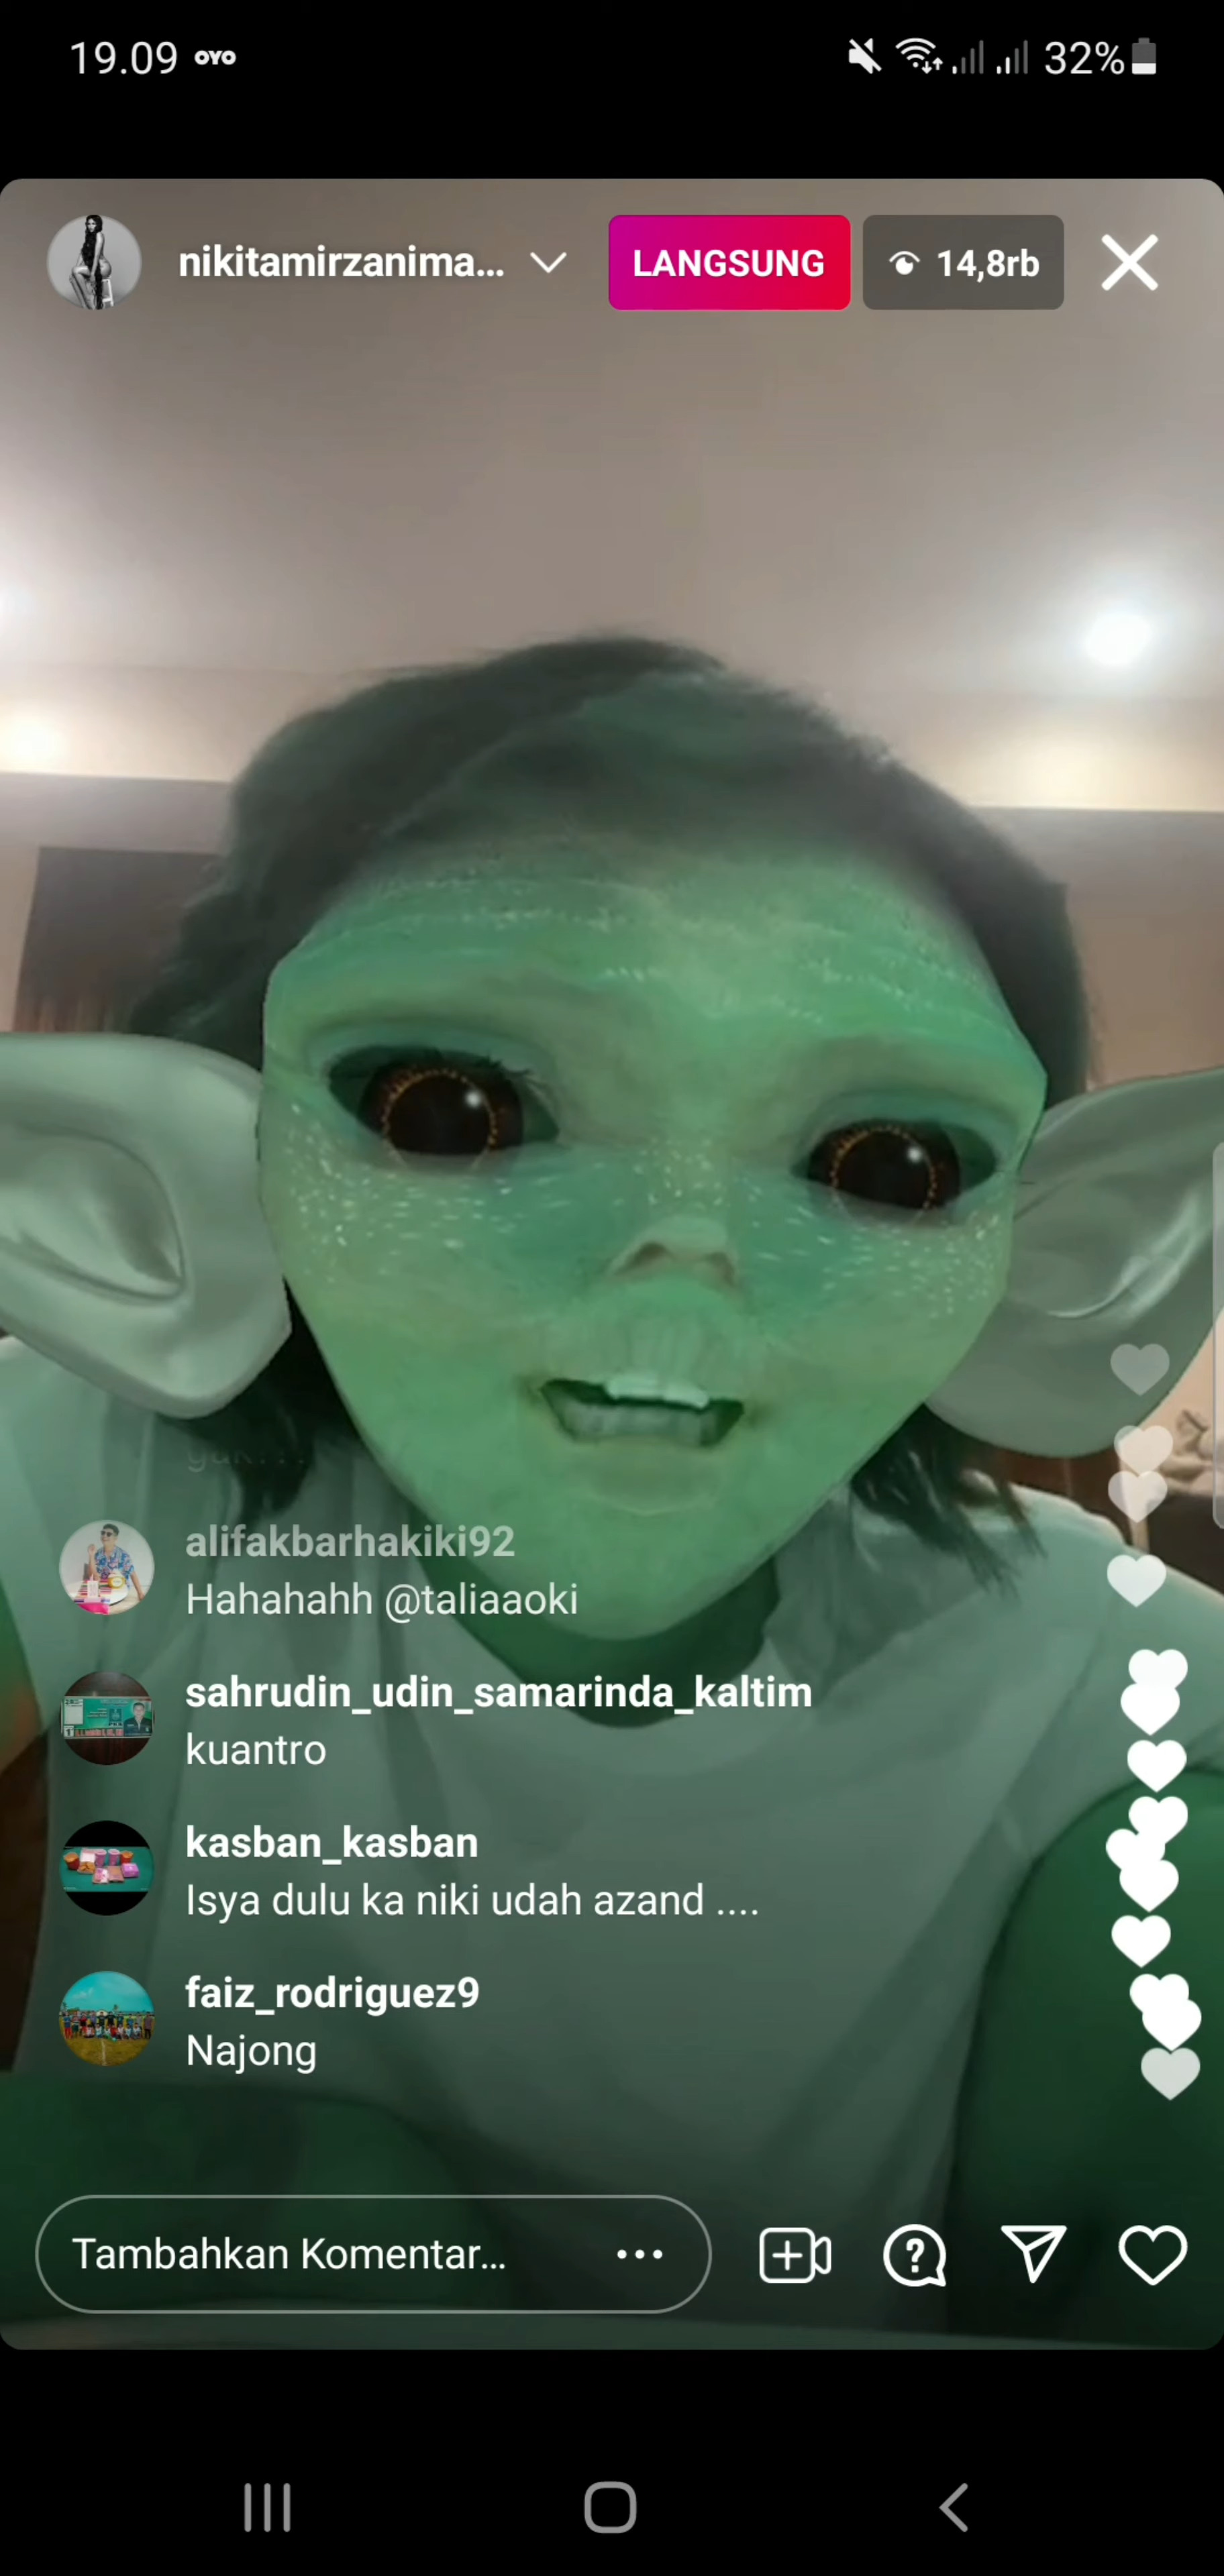 19.09 OYO
32%
nikitamirzanima...
LANGSUNG
14,8rb
alifakbarhakiki92
Hahahahh @taliaaoki
sahrudin_udin_samarinda_kaltim
kuantro
kasban_kasban
Isya dulu ka niki udah azand ....
faiz_rodriguez9
Najong
Tambahkan Komentar...